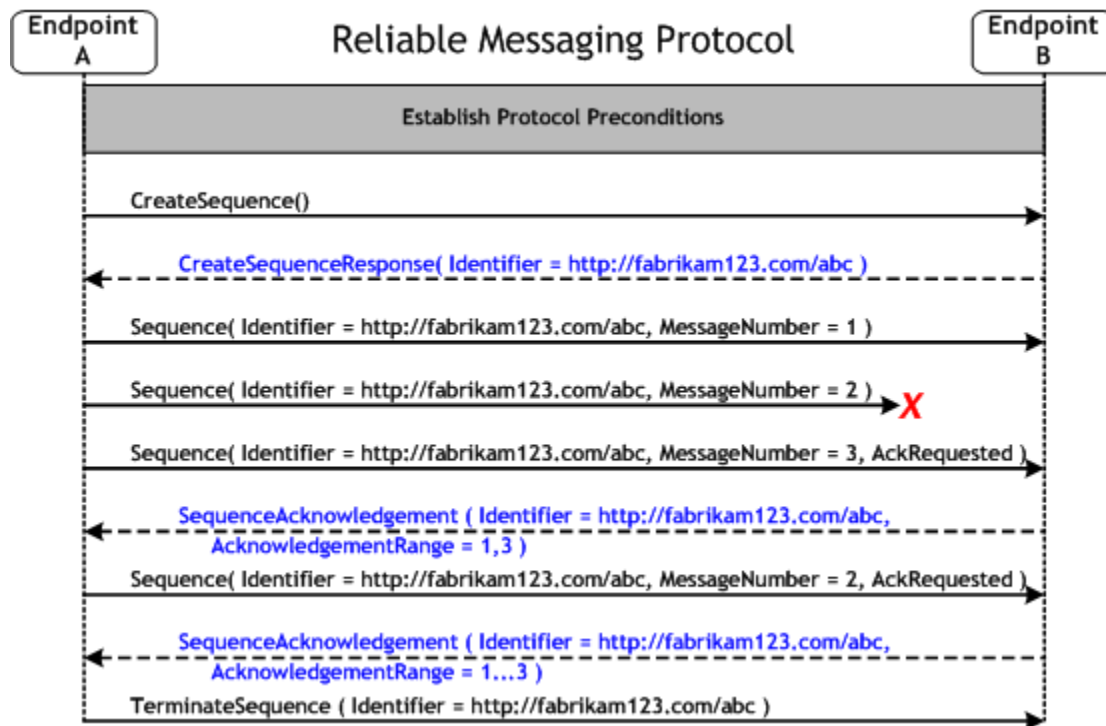 Endpoint
A
Reliable Messaging Protocol
Endpoint
B
Establish Protocol Preconditions
CreateSequence()
CreateSequenceResponse( Identifier = http://fabrikam123.com/abc )
Sequence( Identifier = http://fabrikam123.com/abc, MessageNumber = 1 )
Sequence( Identifier = http://fabrikam123.com/abc, MessageNumber = 2 )
X
Sequence( Identifier = http://fabrikam123.com/abc, MessageNumber = 3, AckRequested )
SequenceAcknowledgement ( Identifier = http://fabrikam123.com/abc,
AcknowledgementRange = 1,3 )
Sequence( Identifier = http://fabrikam123.com/abc, MessageNumber = 2, AckRequested )
SequenceAcknowledgement ( Identifier = http://fabrikam123.com/abc,
AcknowledgementRange = 1...3 )
TerminateSequence ( Identifier = http://fabrikam123.com/abc )